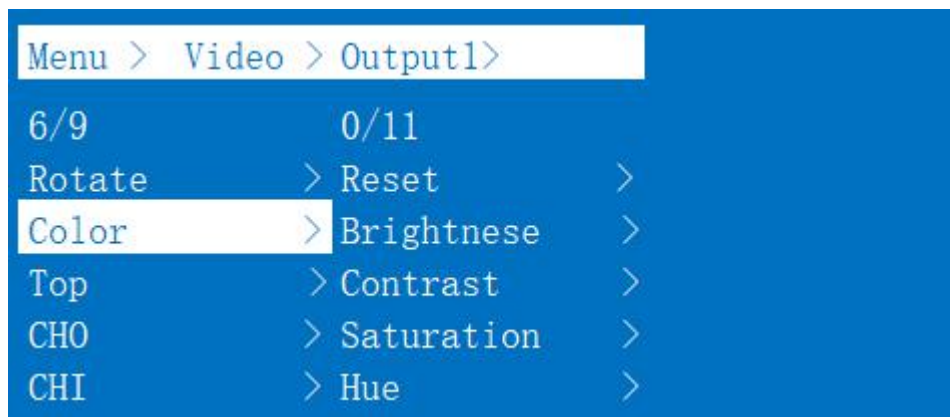 Menu > Video > Output1>
6/9 0/11
Rotate > Reset >
Color > Brightnese >
Top > Contrast >
CHO > Saturation >
CHI > Hue >